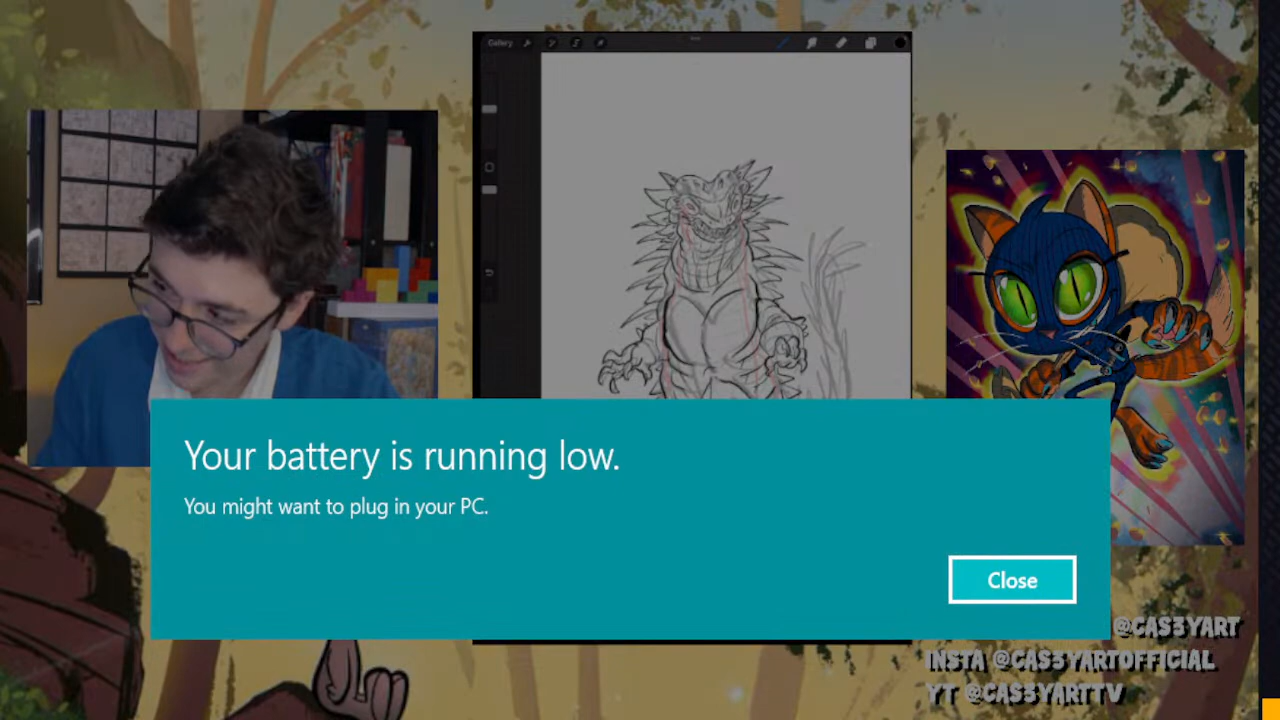 Gallery
Your battery is running low.
You might want to plug in your PC.
Close
@CAS3YART
INSTA @CAS3YARTOFFICIAL
YT @CAS3YARTTV